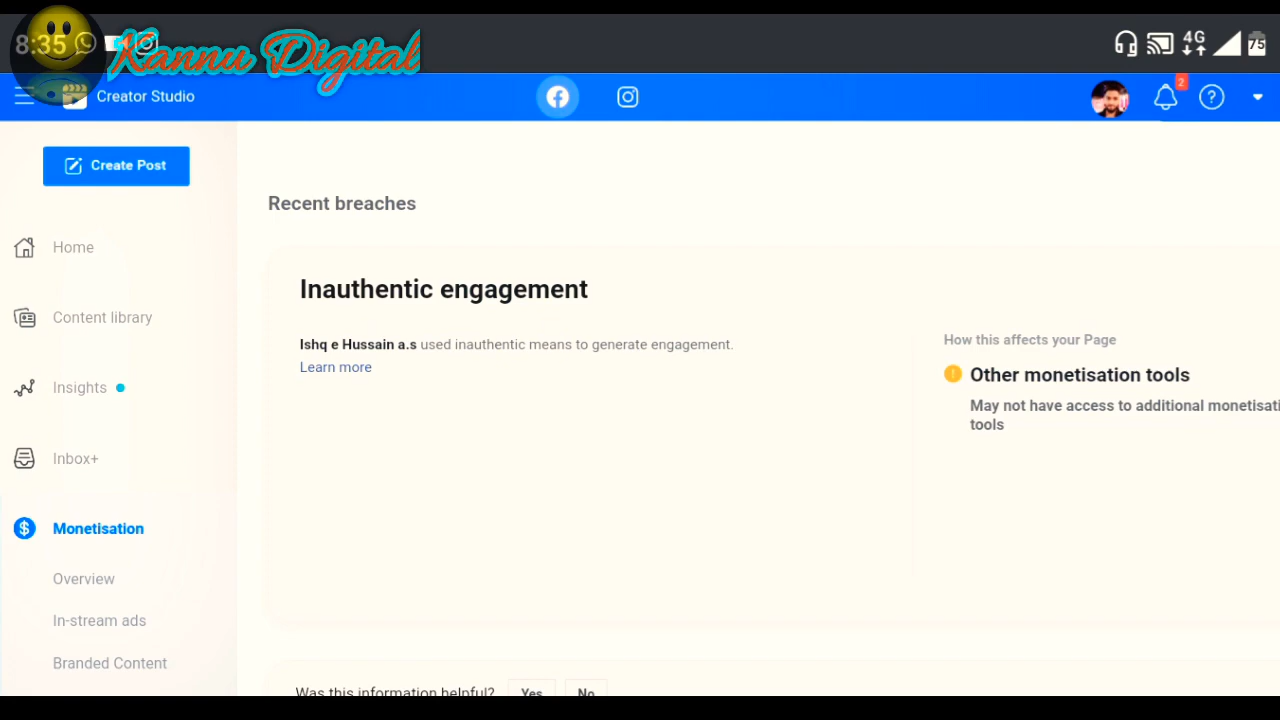 8:35
Kannu Digital
4G
75
Creator Studio
2
Create Post
Recent breaches
Home
Inauthentic engagement
Content library
Ishq e Hussain a.s used inauthentic means to generate engagement.
Learn more
How this affects your Page
Other monetisation tools
May not have access to additional monetisati
tools
Insights
Inbox+
Monetisation
Overview
In-stream ads
Branded Content
Was this information helpful? Yes No